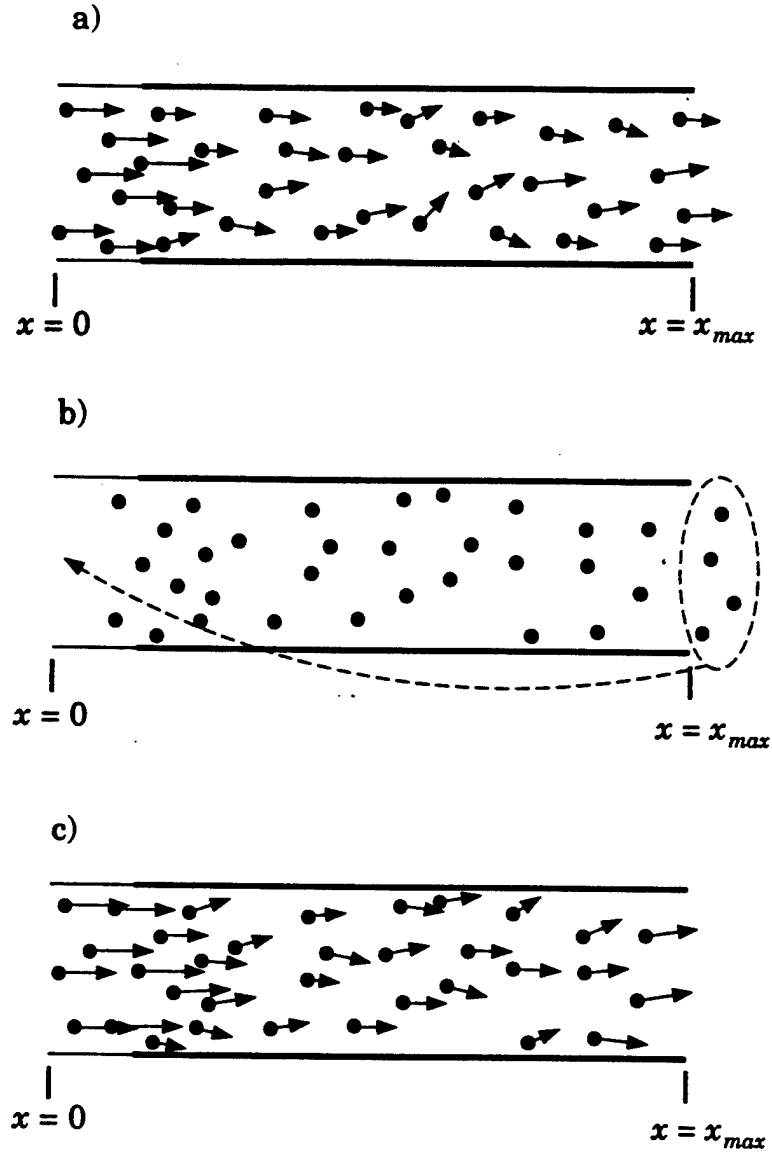 a)
x = 0
x = x_max
b)
x = 0
x = x_max
c)
x = 0
x = x_max